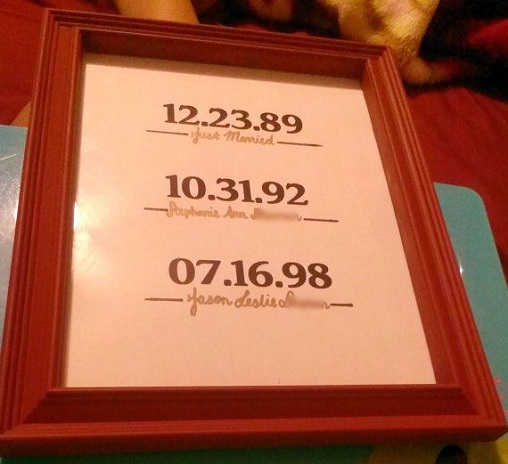 12.23.89
Just Married
10.31.92
Stephanie Ann
07.16.98
Jason Leslie